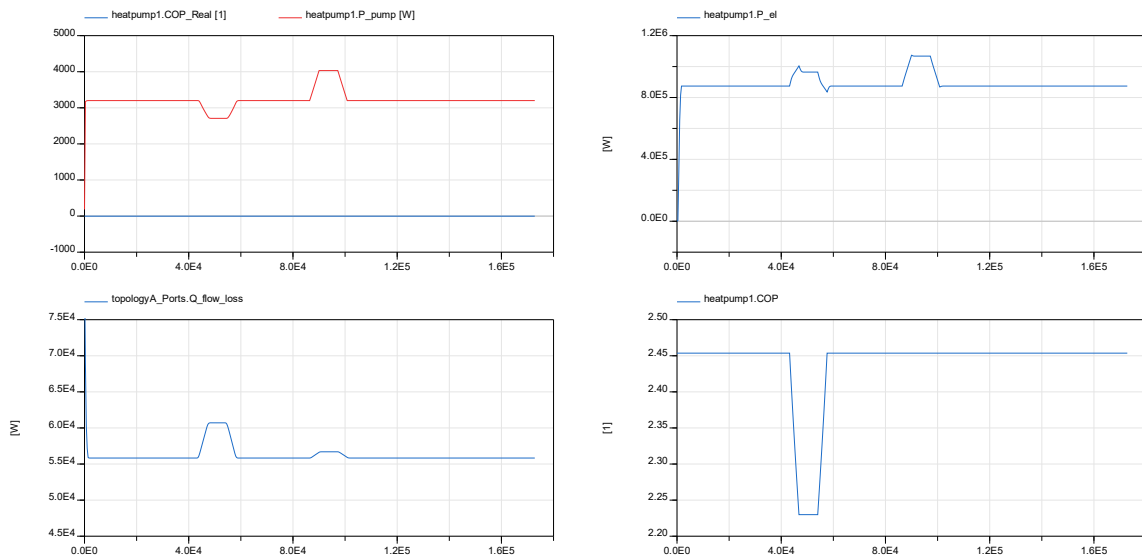 heatpump1.COP_Real [1] heatpump1.P_pump [W]
5000
4000
3000
2000
1000
0
-1000
0.0E0 4.0E4 8.0E4 1.2E5 1.6E5
heatpump1.P_el
[W]
1.2E6
8.0E5
4.0E5
0.0E0
0.0E0 4.0E4 8.0E4 1.2E5 1.6E5
topologyA_Ports.Q_flow_loss
[W]
7.5E4
7.0E4
6.5E4
6.0E4
5.5E4
5.0E4
4.5E4
0.0E0 4.0E4 8.0E4 1.2E5 1.6E5
heatpump1.COP
[1]
2.50
2.45
2.40
2.35
2.30
2.25
2.20
0.0E0 4.0E4 8.0E4 1.2E5 1.6E5